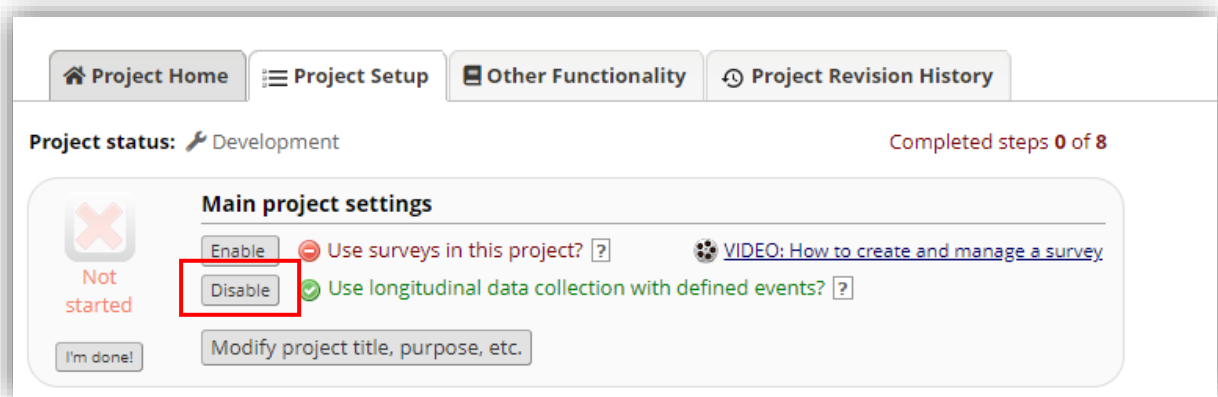 Project Home Project Setup Other Functionality Project Revision History
Project status: Development Completed steps 0 of 8
Main project settings
Enable Use surveys in this project? ? VIDEO: How to create and manage a survey
Not
started
Disable Use longitudinal data collection with defined events? ?
I'm done!
Modify project title, purpose, etc.